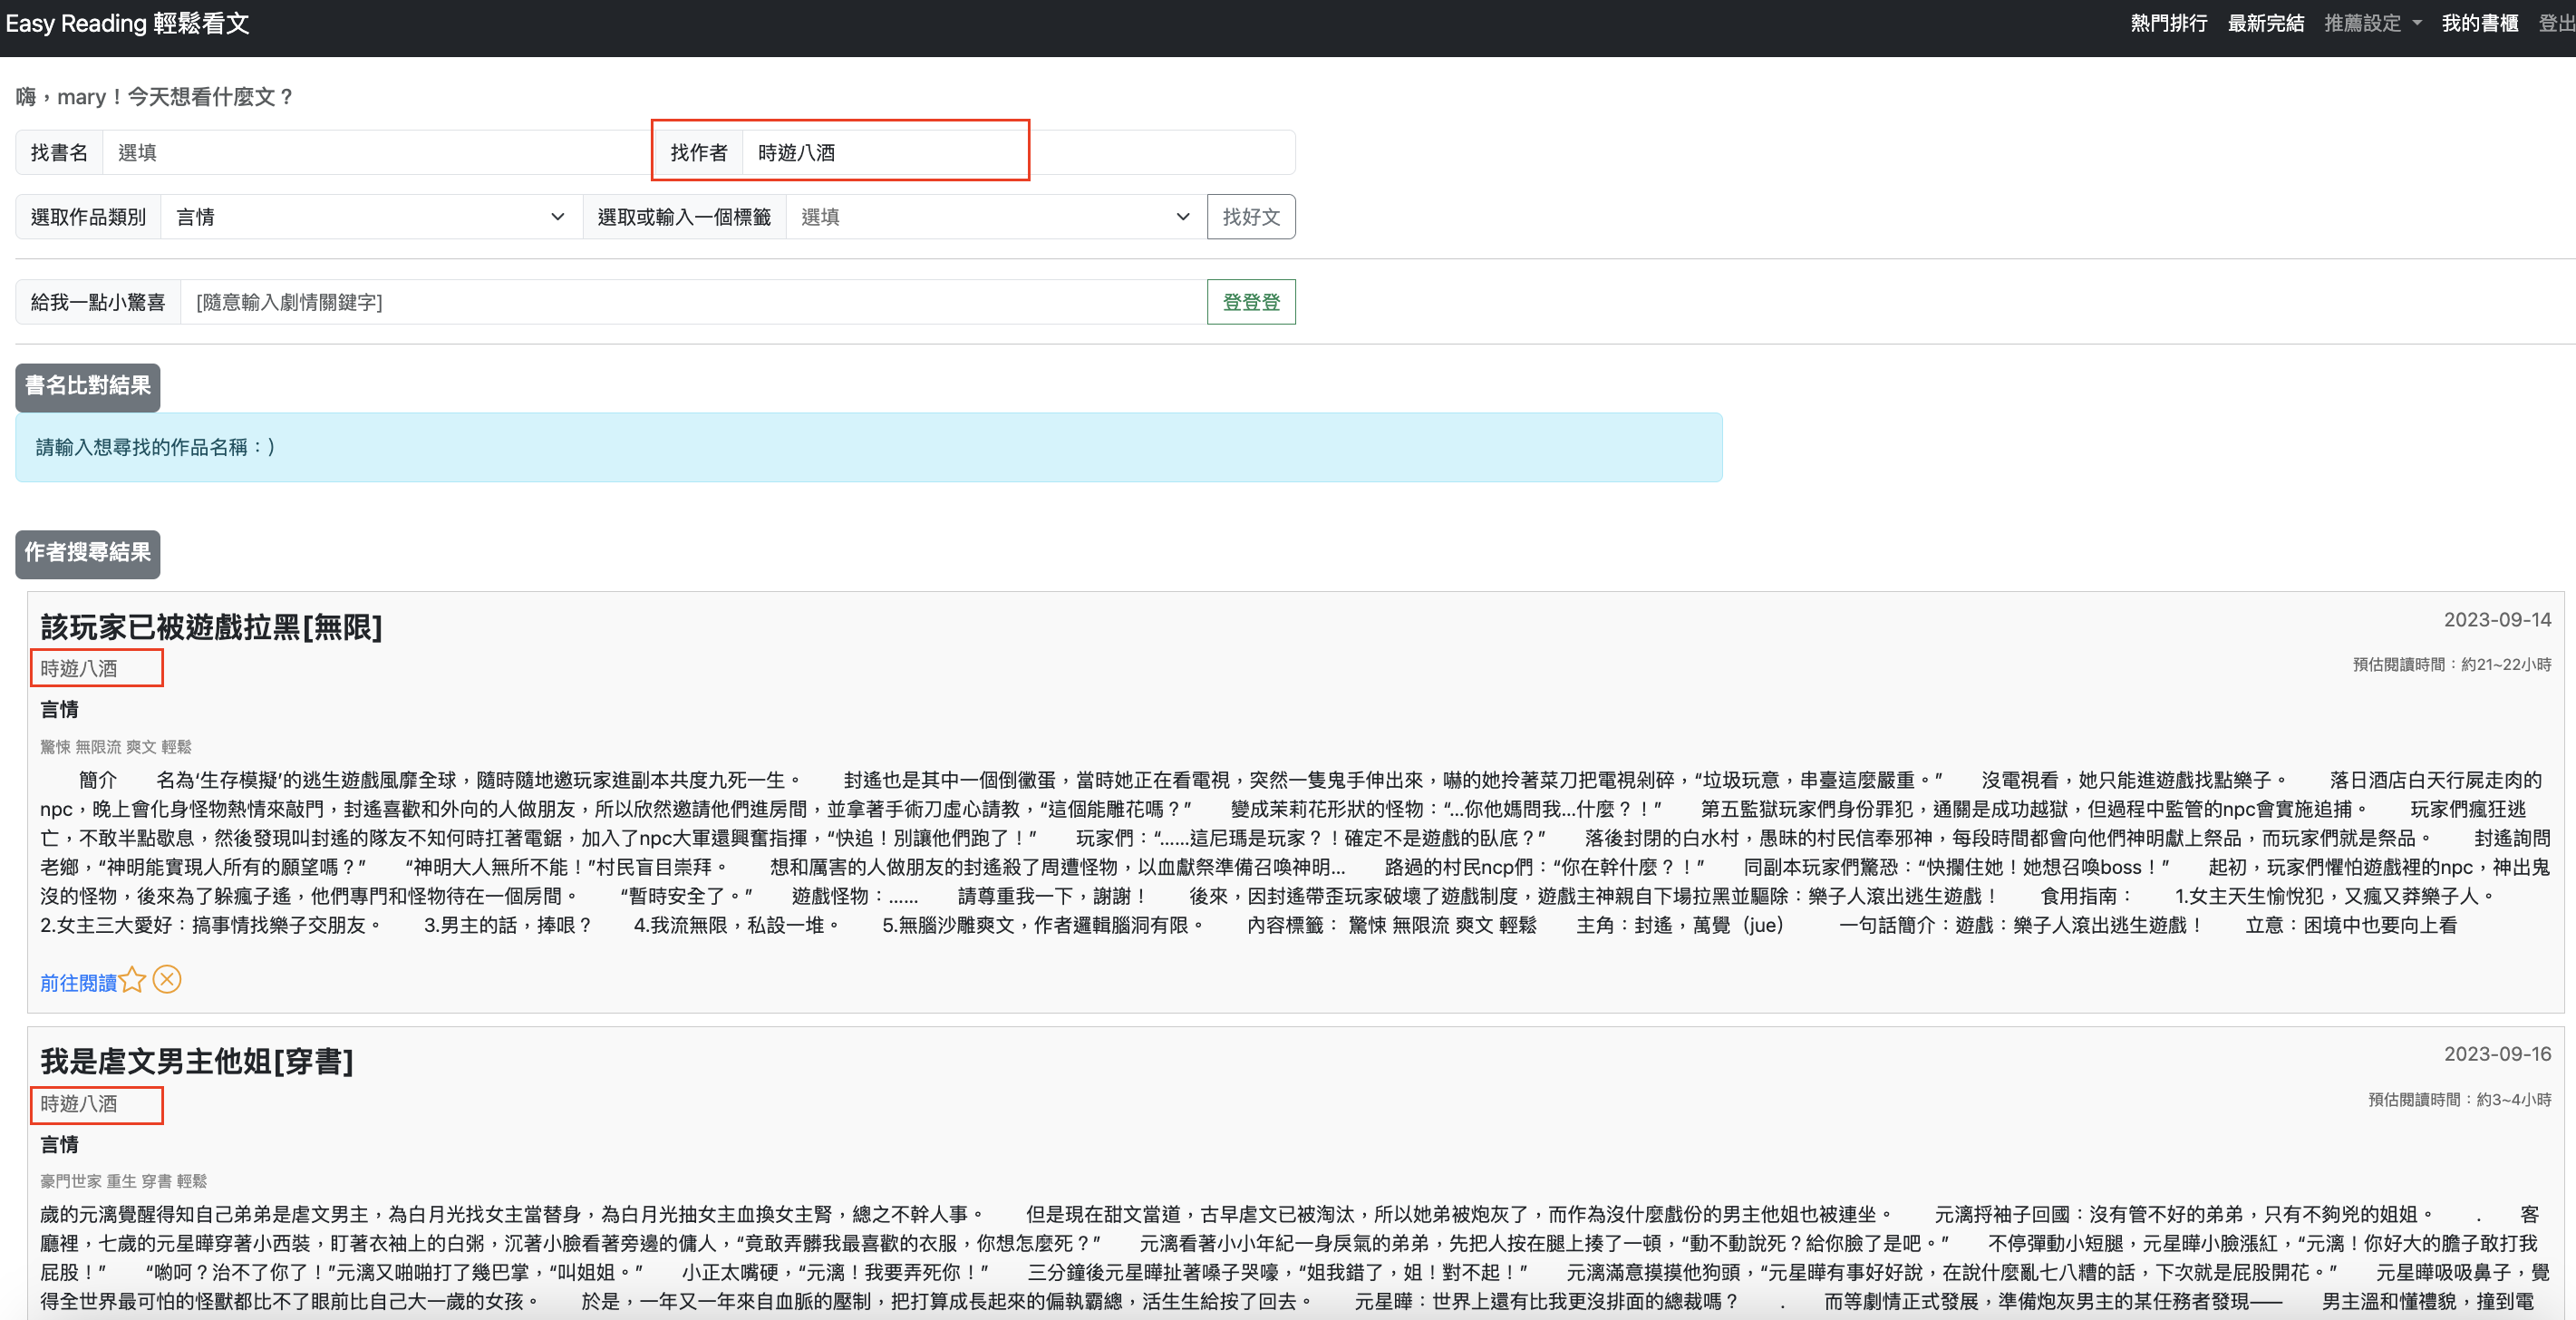 Easy Reading 輕鬆看文
熱門排行 最新完結 推薦設定 我的書櫃 登出
嗨，mary！今天想看什麼文？
找書名 選填 找作者 時遊八酒
選取作品類別 言情 選取或輸入一個標籤 選填 找好文
給我一點小驚喜 [隨意輸入劇情關鍵字] 登登登
書名比對結果
請輸入想尋找的作品名稱：)
作者搜尋結果
該玩家已被遊戲拉黑[無限] 2023-09-14
時遊八酒 預估閱讀時間：約21~22小時
言情
驚悚 無限流 爽文 輕鬆
簡介　　名為‘生存模擬’的逃生遊戲風靡全球，隨時隨地邀玩家進副本共度九死一生。　　封遙也是其中一個倒黴蛋，當時她正在看電視，突然一隻鬼手伸出來，嚇的她拎著菜刀把電視剁碎，“垃圾玩意，串臺這麼嚴重。”　　沒電視看，她只能進遊戲找點樂子。　　落日酒店白天行屍走肉的
npc，晚上會化身怪物熱情來敲門，封遙喜歡和外向的人做朋友，所以欣然邀請他們進房間，並拿著手術刀虛心請教，“這個能雕花嗎？”　　變成茉莉花形狀的怪物：“...你他媽問我...什麼？！”　　第五監獄玩家們身份罪犯，通關是成功越獄，但過程中監管的npc會實施追捕。　　玩家們瘋狂逃
亡，不敢半點歇息，然後發現叫封遙的隊友不知何時扛著電鋸，加入了npc大軍還興奮指揮，“快追！別讓他們跑了！”　　玩家們：“......這尼瑪是玩家？！確定不是遊戲的臥底？”　　落後封閉的白水村，愚昧的村民信奉邪神，每段時間都會向他們神明獻上祭品，而玩家們就是祭品。　　封遙詢問
老鄉，“神明能實現人所有的願望嗎？”　　“神明大人無所不能！”村民盲目崇拜。　　想和厲害的人做朋友的封遙殺了周遭怪物，以血獻祭準備召喚神明...　　路過的村民ncp們：“你在幹什麼？！”　　同副本玩家們驚恐：“快攔住她！她想召喚boss！”　　起初，玩家們懼怕遊戲裡的npc，神出鬼
沒的怪物，後來為了躲瘋子遙，他們專門和怪物待在一個房間。　　“暫時安全了。”　　遊戲怪物：......　　請尊重我一下，謝謝！　　後來，因封遙帶歪玩家破壞了遊戲制度，遊戲主神親自下場拉黑並驅除：樂子人滾出逃生遊戲！　　食用指南：　　1.女主天生愉悅犯，又瘋又莽樂子人。
2.女主三大愛好：搞事情找樂子交朋友。　　3.男主的話，捧哏？　　4.我流無限，私設一堆。　　5.無腦沙雕爽文，作者邏輯腦洞有限。　　內容標籤： 驚悚 無限流 爽文 輕鬆　　主角：封遙，萬覺（jue）　　一句話簡介：遊戲：樂子人滾出逃生遊戲！　　立意：困境中也要向上看
前往閱讀
我是虐文男主他姐[穿書] 2023-09-16
時遊八酒 預估閱讀時間：約3~4小時
言情
豪門世家 重生 穿書 輕鬆
歲的元漓覺醒得知自己弟弟是虐文男主，為白月光找女主當替身，為白月光抽女主血換女主腎，總之不幹人事。　　但是現在甜文當道，古早虐文已被淘汰，所以她弟被炮灰了，而作為沒什麼戲份的男主他姐也被連坐。　　元漓捋袖子回國：沒有管不好的弟弟，只有不夠兇的姐姐。　　.　　客
廳裡，七歲的元星曄穿著小西裝，盯著衣袖上的白粥，沉著小臉看著旁邊的傭人，“竟敢弄髒我最喜歡的衣服，你想怎麼死？”　　元漓看著小小年紀一身戾氣的弟弟，先把人按在腿上揍了一頓，“動不動說死？給你臉了是吧。”　　不停彈動小短腿，元星曄小臉漲紅，“元漓！你好大的膽子敢打我
屁股！”　　“喲呵？治不了你了！”元漓又啪啪打了幾巴掌，“叫姐姐。”　　小正太嘴硬，“元漓！我要弄死你！”　　三分鐘後元星曄扯著嗓子哭嚎，“姐我錯了，姐！對不起！”　　元漓滿意摸摸他狗頭，“元星曄有事好好說，在說什麼亂七八糟的話，下次就是屁股開花。”　　元星曄吸吸鼻子，覺
得全世界最可怕的怪獸都比不了眼前比自己大一歲的女孩。　　於是，一年又一年來自血脈的壓制，把打算成長起來的偏執霸總，活生生給按了回去。　　元星曄：世界上還有比我更沒排面的總裁嗎？　　.　　而等劇情正式發展，準備炮灰男主的某任務者發現——　　男主溫和懂禮貌，撞到電